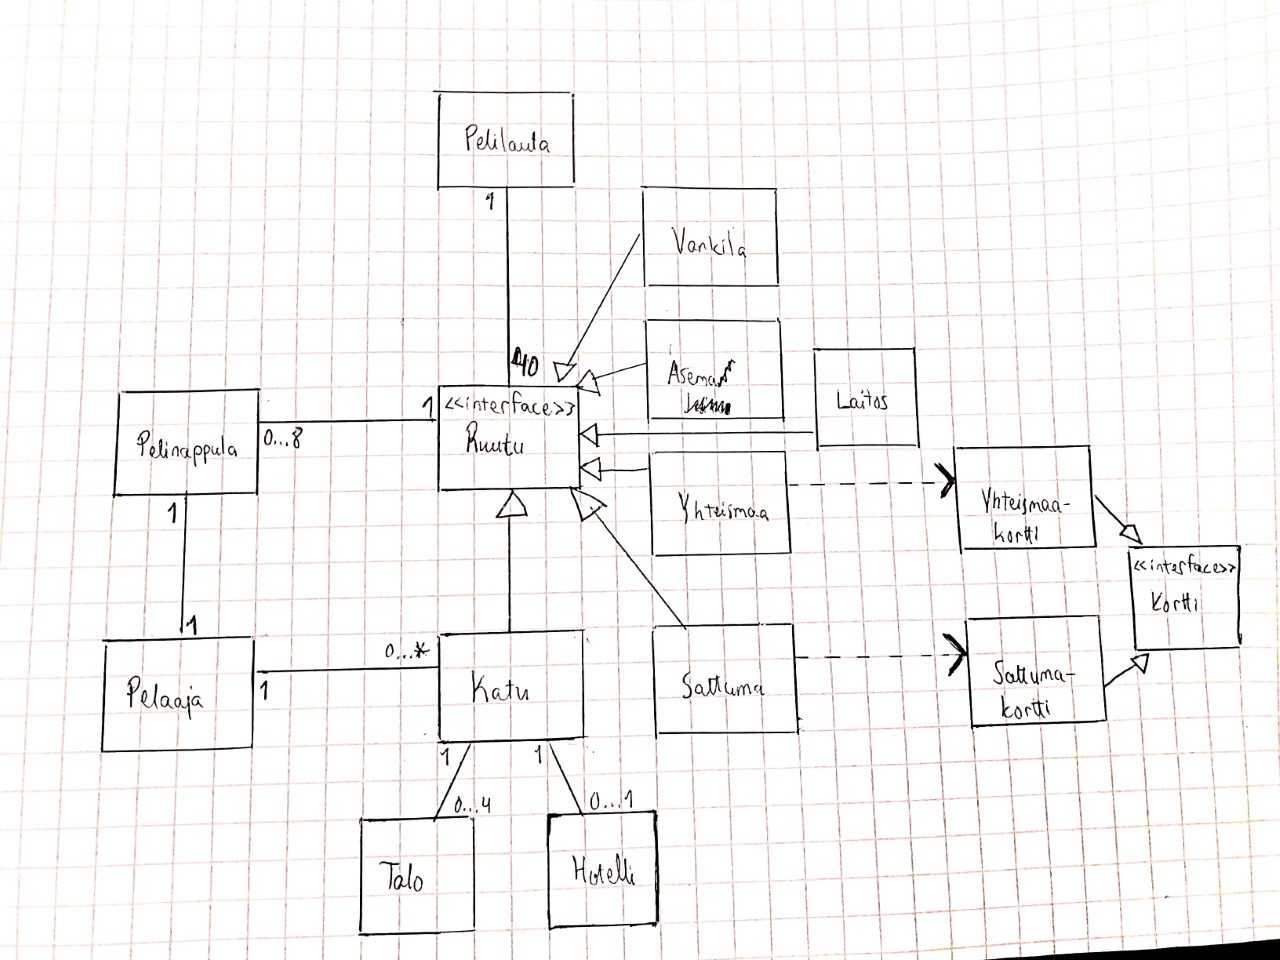 Pelilauta
1
Vankila
40
Asema
Laitos
<<interface>>
Ruutu
1
0...8
Pelinappula
1
Yhteismaa
Yhteismaa-
kortti
<<interface>>
Kortti
1
0...*
1
Pelaaja
Katu
Sattuma
Sattuma-
kortti
1
1
0...4
0...1
Talo
Hotelli